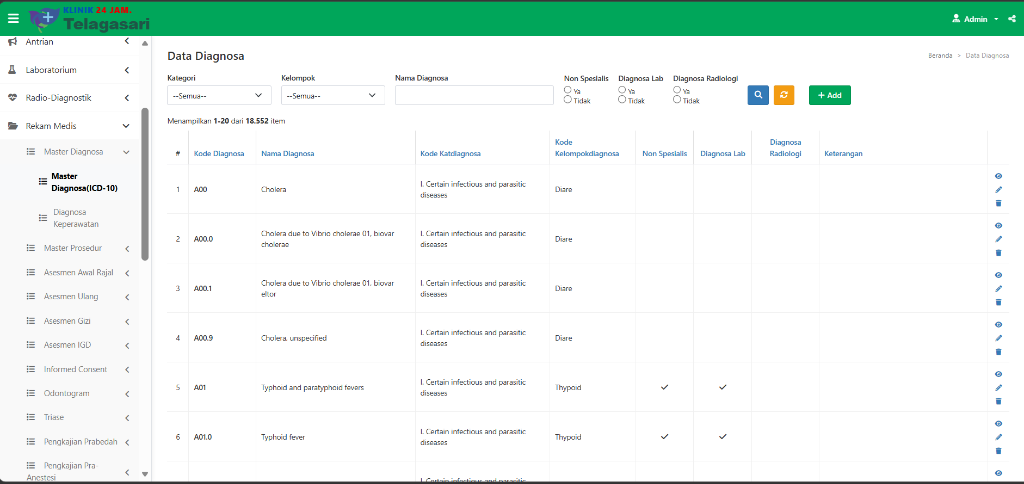 KLINIK 24 JAM.
Telagasari
Admin
Antrian
Laboratorium
Radio-Diagnostik
Rekam Medis
Master Diagnosa
Master
Diagnosa(ICD-10)
Diagnosa
Keperawatan
Master Prosedur
Asesmen Awal Rajal
Asesmen Ulang
Asesmen Gizi
Asesmen IGD
Informed Consent
Odontogram
Triase
Pengkajian Prabedah
Pengkajian Pra-
Anestesi
Data Diagnosa
Beranda > Data Diagnosa
Kategori Kelompok Nama Diagnosa Non Spesialis Diagnosa Lab Diagnosa Radiologi
--Semua-- --Semua-- Ya Ya Ya
Tidak Tidak Tidak
+ Add
Menampilkan 1-20 dari 18.552 item
# Kode Diagnosa Nama Diagnosa Kode Katdiagnosa Kode Kelompokdiagnosa Non Spesialis Diagnosa Lab Diagnosa Radiologi Keterangan
1 A00 Cholera I. Certain infectious and parasitic Diare
diseases
2 A00.0 Cholera due to Vibrio cholerae 01, biovar I. Certain infectious and parasitic Diare
cholerae diseases
3 A00.1 Cholera due to Vibrio cholerae 01, biovar I. Certain infectious and parasitic Diare
eltor diseases
4 A00.9 Cholera, unspecified I. Certain infectious and parasitic Diare
diseases
5 A01 Typhoid and paratyphoid fevers I. Certain infectious and parasitic Thypoid ✓ ✓
diseases
6 A01.0 Typhoid fever I. Certain infectious and parasitic Thypoid ✓ ✓
diseases
I. Certain infectious and parasitic